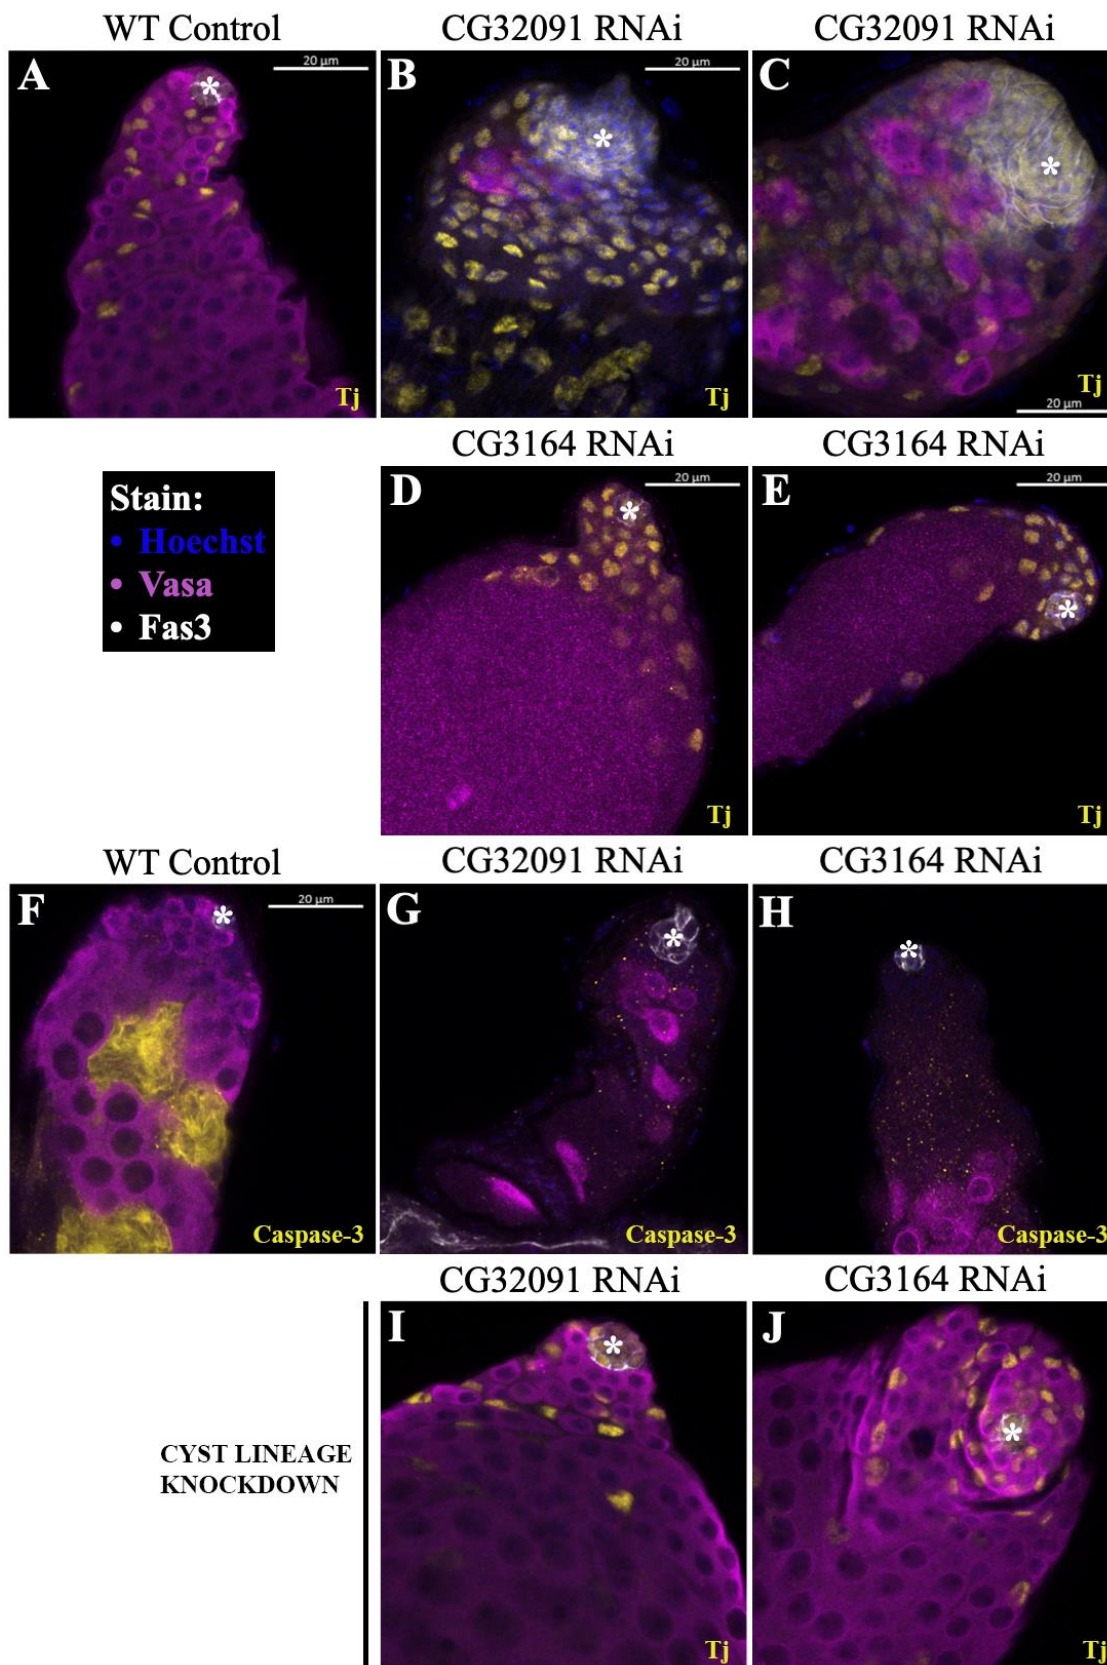 WT Control
CG32091 RNAi
CG32091 RNAi
A
20 µm
*
Tj
B
20 µm
*
Tj
C
*
Tj
20 µm
CG3164 RNAi
CG3164 RNAi
Stain:
• Hoechst
• Vasa
• Fas3
D
20 µm
*
Tj
E
20 µm
*
Tj
WT Control
CG32091 RNAi
CG3164 RNAi
F
20 µm
*
Caspase-3
G
*
Caspase-3
H
*
Caspase-3
CG32091 RNAi
CG3164 RNAi
CYST LINEAGE
KNOCKDOWN
I
*
Tj
J
*
Tj